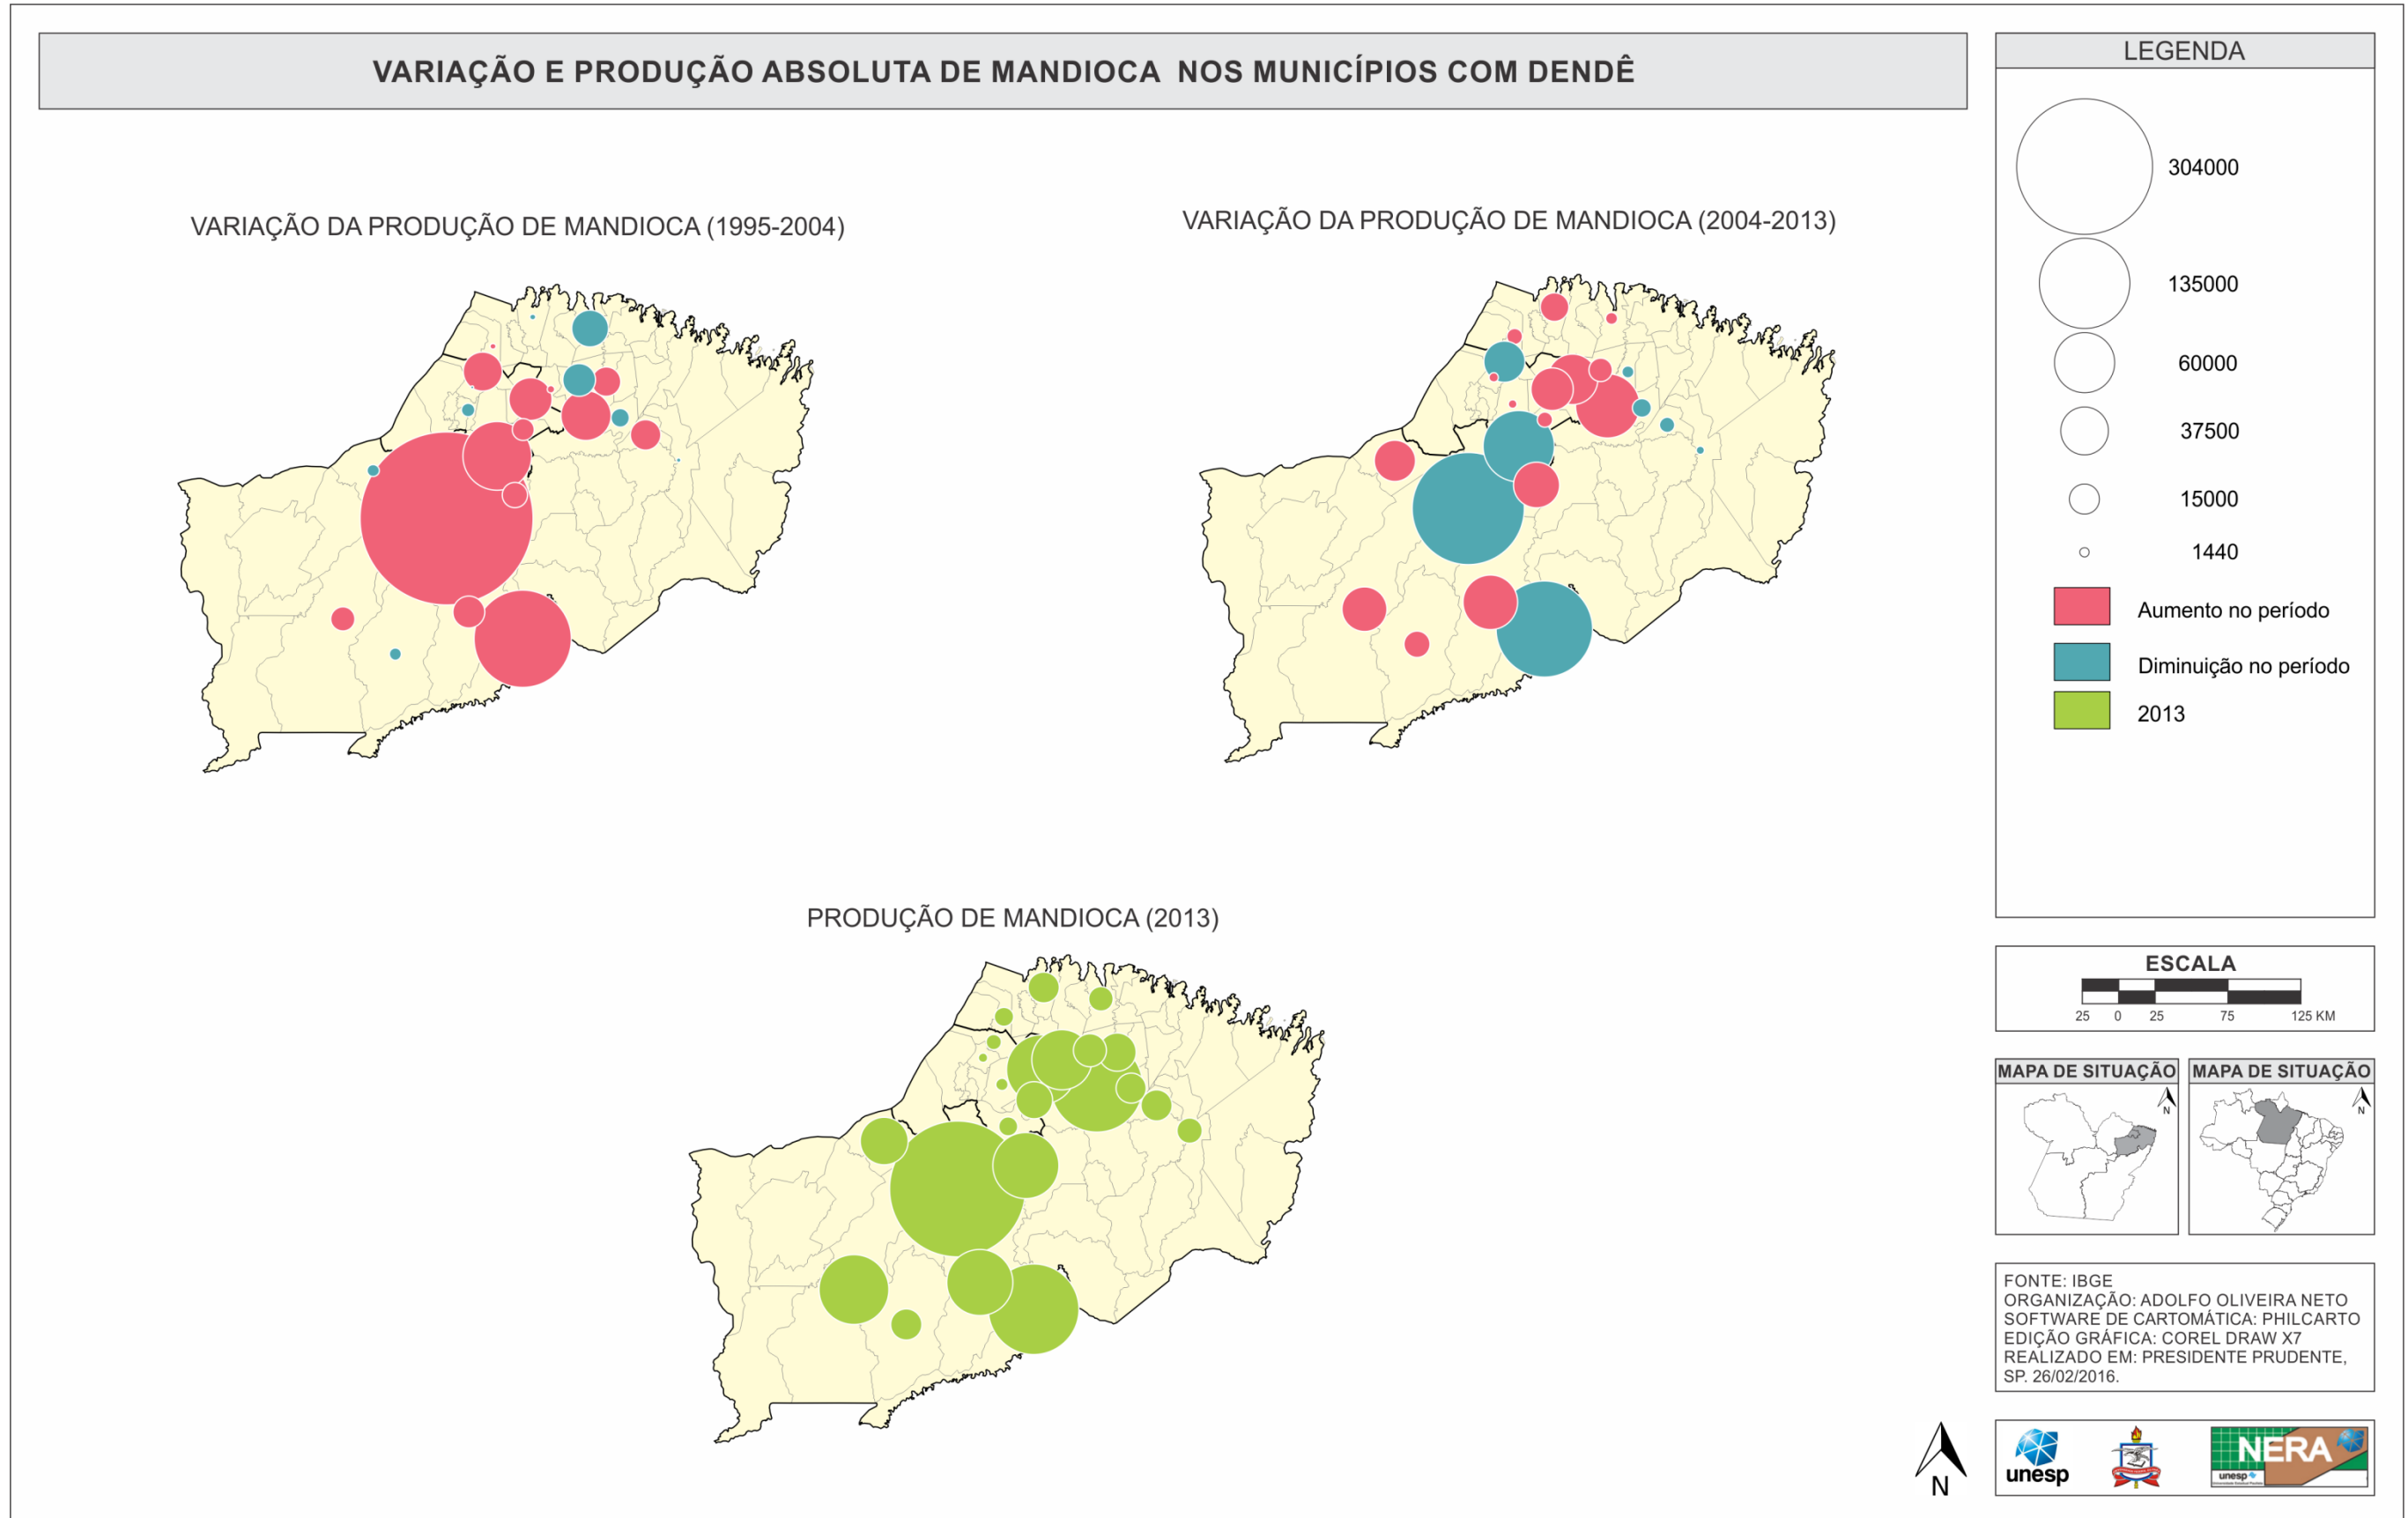 VARIAÇÃO E PRODUÇÃO ABSOLUTA DE MANDIOCA NOS MUNICÍPIOS COM DENDÊ
VARIAÇÃO DA PRODUÇÃO DE MANDIOCA (1995-2004)
VARIAÇÃO DA PRODUÇÃO DE MANDIOCA (2004-2013)
PRODUÇÃO DE MANDIOCA (2013)
LEGENDA
304000
135000
60000
37500
15000
1440
Aumento no período
Diminuição no período
2013
ESCALA
25 0 25 75 125 KM
MAPA DE SITUAÇÃO
N
MAPA DE SITUAÇÃO
N
FONTE: IBGE
ORGANIZAÇÃO: ADOLFO OLIVEIRA NETO
SOFTWARE DE CARTOMÁTICA: PHILCARTO
EDIÇÃO GRÁFICA: COREL DRAW X7
REALIZADO EM: PRESIDENTE PRUDENTE,
SP. 26/02/2016.
N
unesp
NERA
unesp